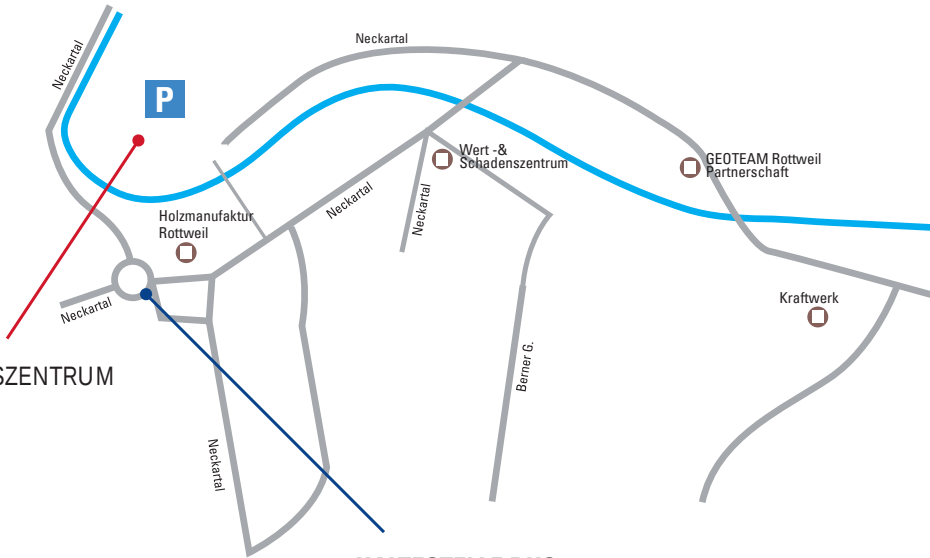 Neckartal
Neckartal
P
Wert -&
Schadenszentrum
GEOTEAM Rottweil
Partnerschaft
Neckartal
Neckartal
Holzmanufaktur
Rottweil
Neckartal
Kraftwerk
SZENTRUM
Berner G.
Neckartal